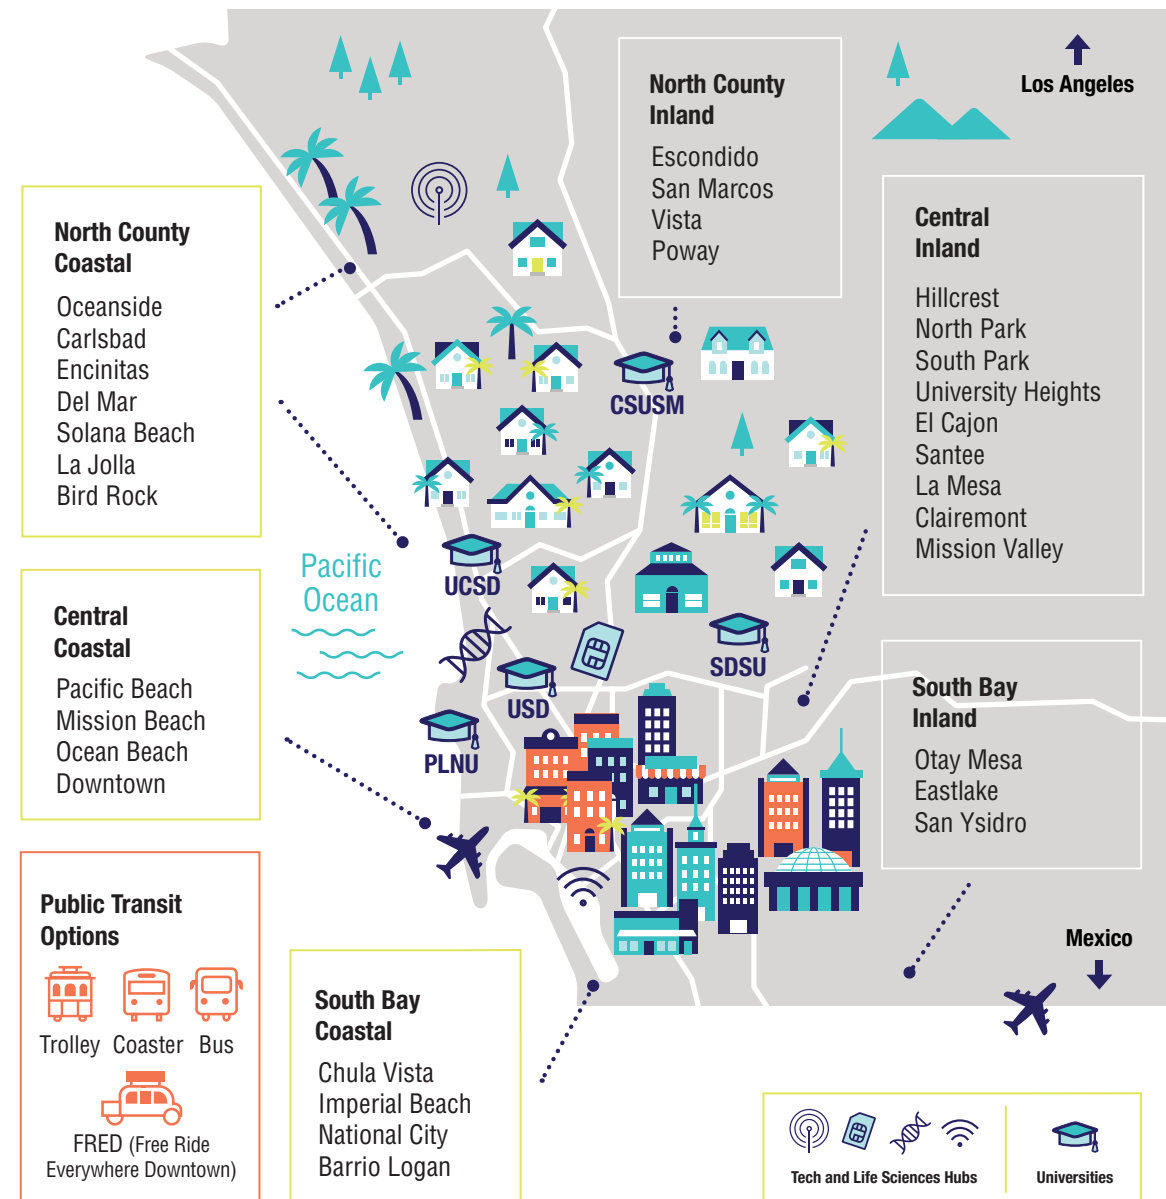 Los Angeles
North County
Inland
Escondido
San Marcos
Vista
Poway
North County
Coastal
Oceanside
Carlsbad
Encinitas
Del Mar
Solana Beach
La Jolla
Bird Rock
Central
Inland
Hillcrest
North Park
South Park
University Heights
El Cajon
Santee
La Mesa
Clairemont
Mission Valley
CSUSM
UCSD
Pacific
Ocean
SDSU
USD
PLNU
Central
Coastal
Pacific Beach
Mission Beach
Ocean Beach
Downtown
South Bay
Inland
Otay Mesa
Eastlake
San Ysidro
Mexico
Public Transit
Options
Trolley Coaster Bus
FRED (Free Ride
Everywhere Downtown)
South Bay
Coastal
Chula Vista
Imperial Beach
National City
Barrio Logan
Tech and Life Sciences Hubs
Universities